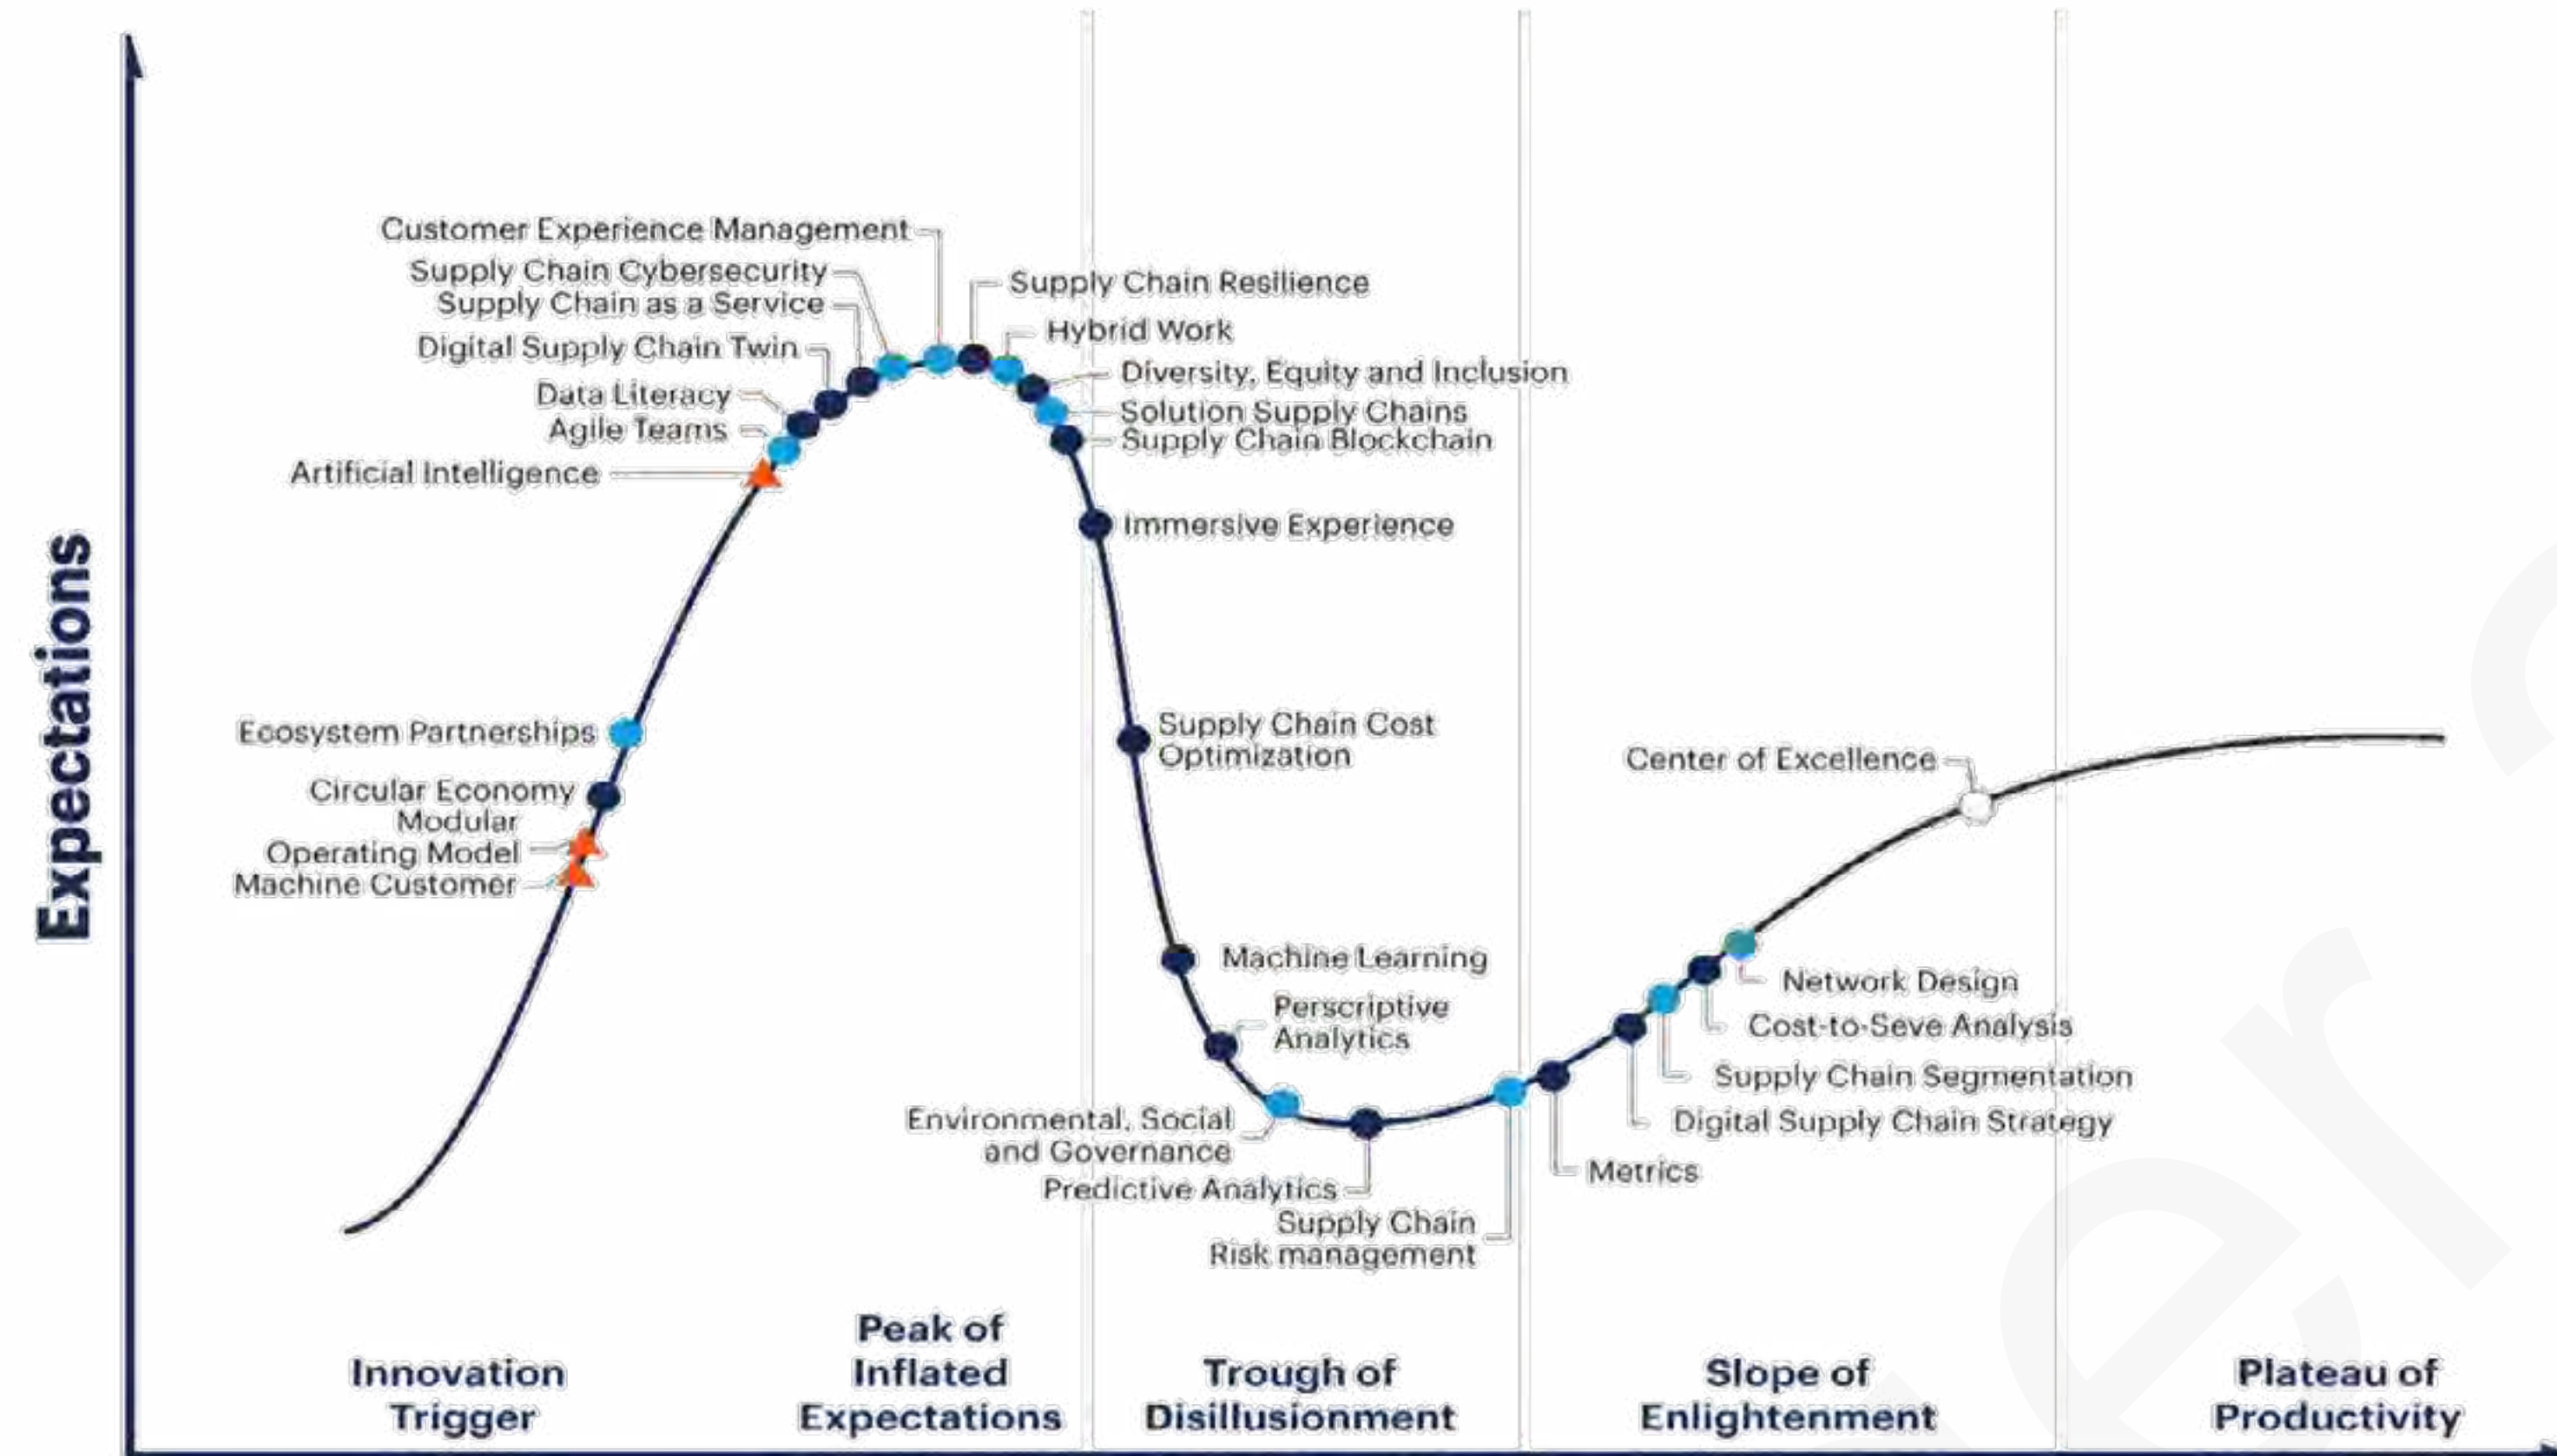 Expectations
Customer Experience Management
Supply Chain Cybersecurity
Supply Chain as a Service
Digital Supply Chain Twin
Data Literacy
Agile Teams
Artificial Intelligence
Ecosystem Partnerships
Circular Economy
Modular
Operating Model
Machine Customer
Supply Chain Resilience
Hybrid Work
Diversity, Equity and Inclusion
Solution Supply Chains
Supply Chain Blockchain
Immersive Experience
Supply Chain Cost
Optimization
Machine Learning
Perscriptive
Analytics
Environmental, Social
and Governance
Predictive Analytics
Supply Chain
Risk management
Center of Excellence
Network Design
Cost-to-Seve Analysis
Supply Chain Segmentation
Digital Supply Chain Strategy
Metrics
Innovation
Trigger
Peak of
Inflated
Expectations
Trough of
Disillusionment
Slope of
Enlightenment
Plateau of
Productivity